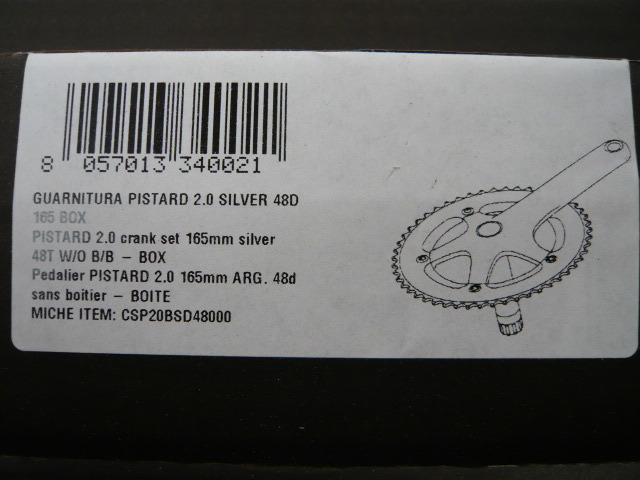 8 057013 340021
GUARNITURA PISTARD 2.0 SILVER 48D
165 BOX
PISTARD 2.0 crank set 165mm silver
48T W/O B/B – BOX
Pedalier PISTARD 2.0 165mm ARG. 48d
sans boitier – BOITE
MICHE ITEM: CSP20BSD48000